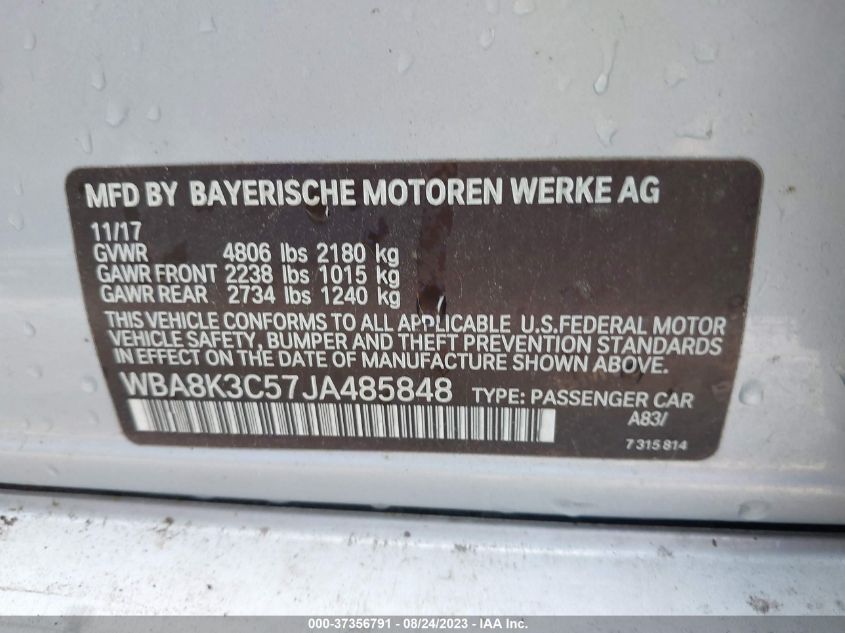 MFD BY BAYERISCHE MOTOREN WERKE AG
11/17
GVWR 4806 lbs 2180 kg
GAWR FRONT 2238 lbs 1015 kg
GAWR REAR 2734 lbs 1240 kg
THIS VEHICLE CONFORMS TO ALL APPLICABLE U.S.FEDERAL MOTOR
VEHICLE SAFETY, BUMPER AND THEFT PREVENTION STANDARDS
IN EFFECT ON THE DATE OF MANUFACTURE SHOWN ABOVE.
WBA8K3C57JA485848 TYPE: PASSENGER CAR
A83/
7 315 814
000-37356791 - 08/24/2023 - IAA Inc.